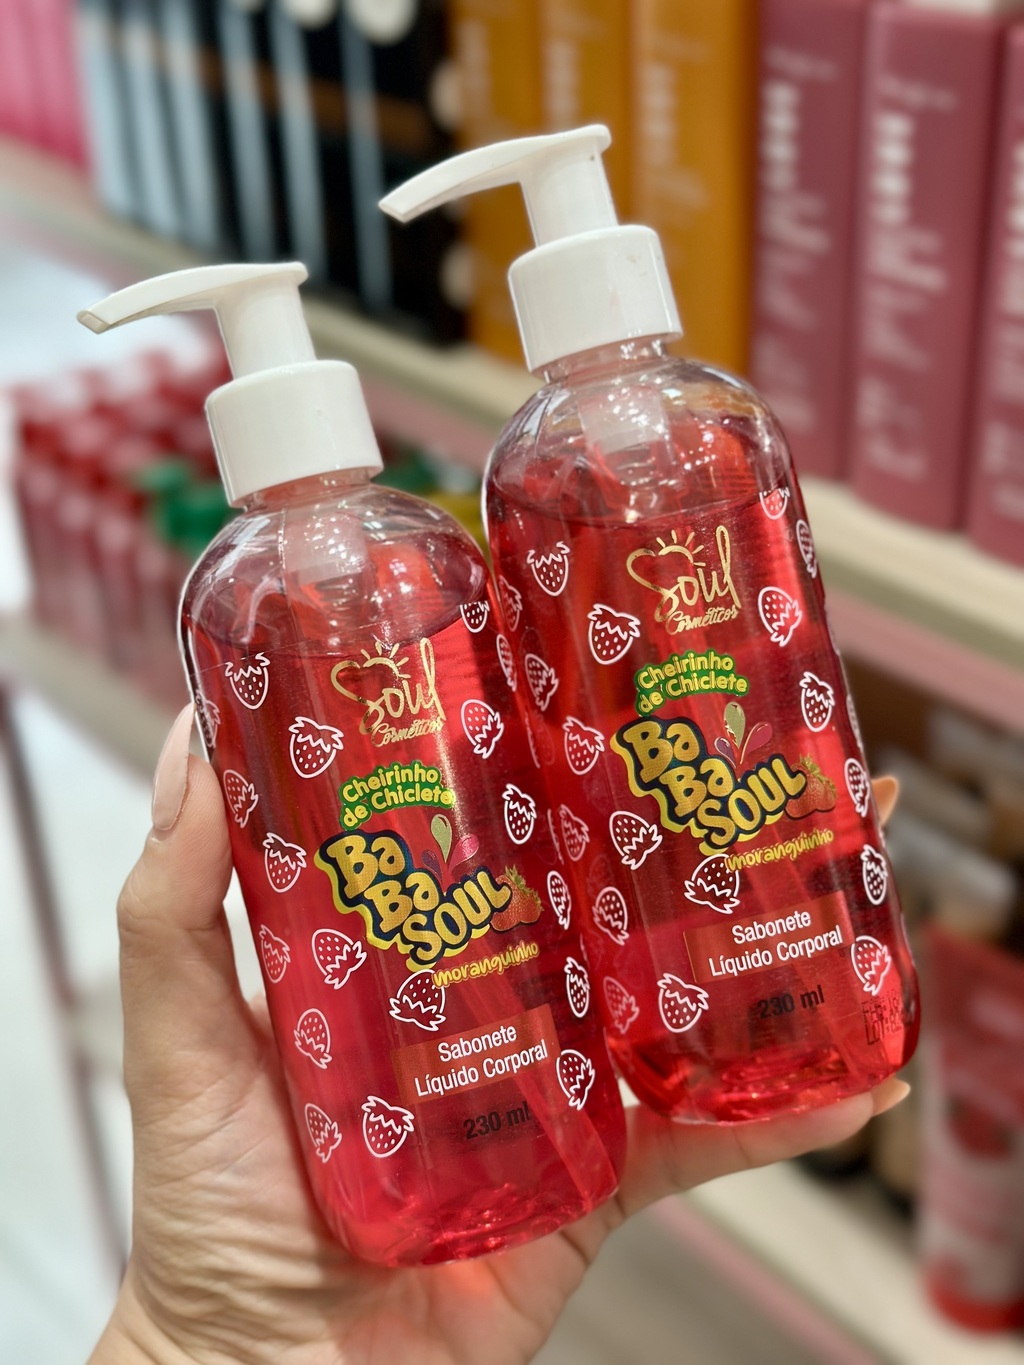 Soul
Cosméticos
Cheirinho
de Chiclete
Ba
Ba
SOUL
moranguinho
Sabonete
Líquido Corporal
230 ml
Soul
Cosméticos
Cheirinho
de Chiclete
Ba
Ba
SOUL
moranguinho
Sabonete
Líquido Corporal
230 ml